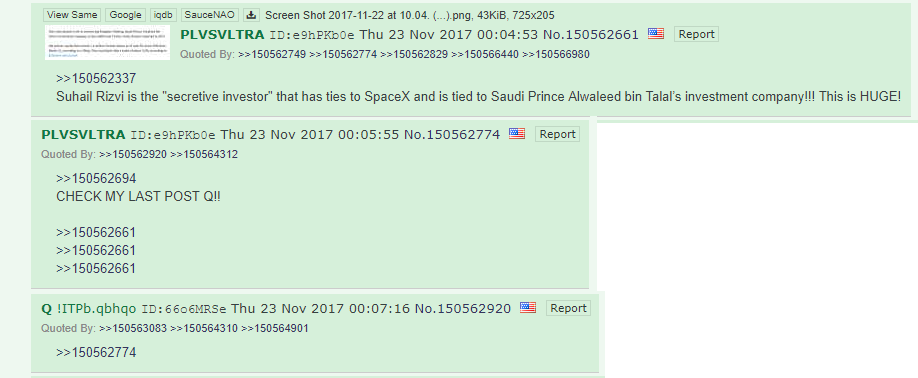 View Same Google iqdb SauceNAO Screen Shot 2017-11-22 at 10.04. (...).png, 43KiB, 725x205
PLVSVLTRA ID:e9hPKb0e Thu 23 Nov 2017 00:04:53 No.150562661 Report
Quoted By: >>150562749 >>150562774 >>150562829 >>150566440 >>150566980
>>150562337
Suhail Rizvi is the "secretive investor" that has ties to SpaceX and is tied to Saudi Prince Alwaleed bin Talal’s investment company!!! This is HUGE!
PLVSVLTRA ID:e9hPKb0e Thu 23 Nov 2017 00:05:55 No.150562774 Report
Quoted By: >>150562920 >>150564312
>>150562694
CHECK MY LAST POST Q!!
>>150562661
>>150562661
>>150562661
Q !ITPb.qbhqo ID:66o6MRSe Thu 23 Nov 2017 00:07:16 No.150562920 Report
Quoted By: >>150563083 >>150564310 >>150564901
>>150562774